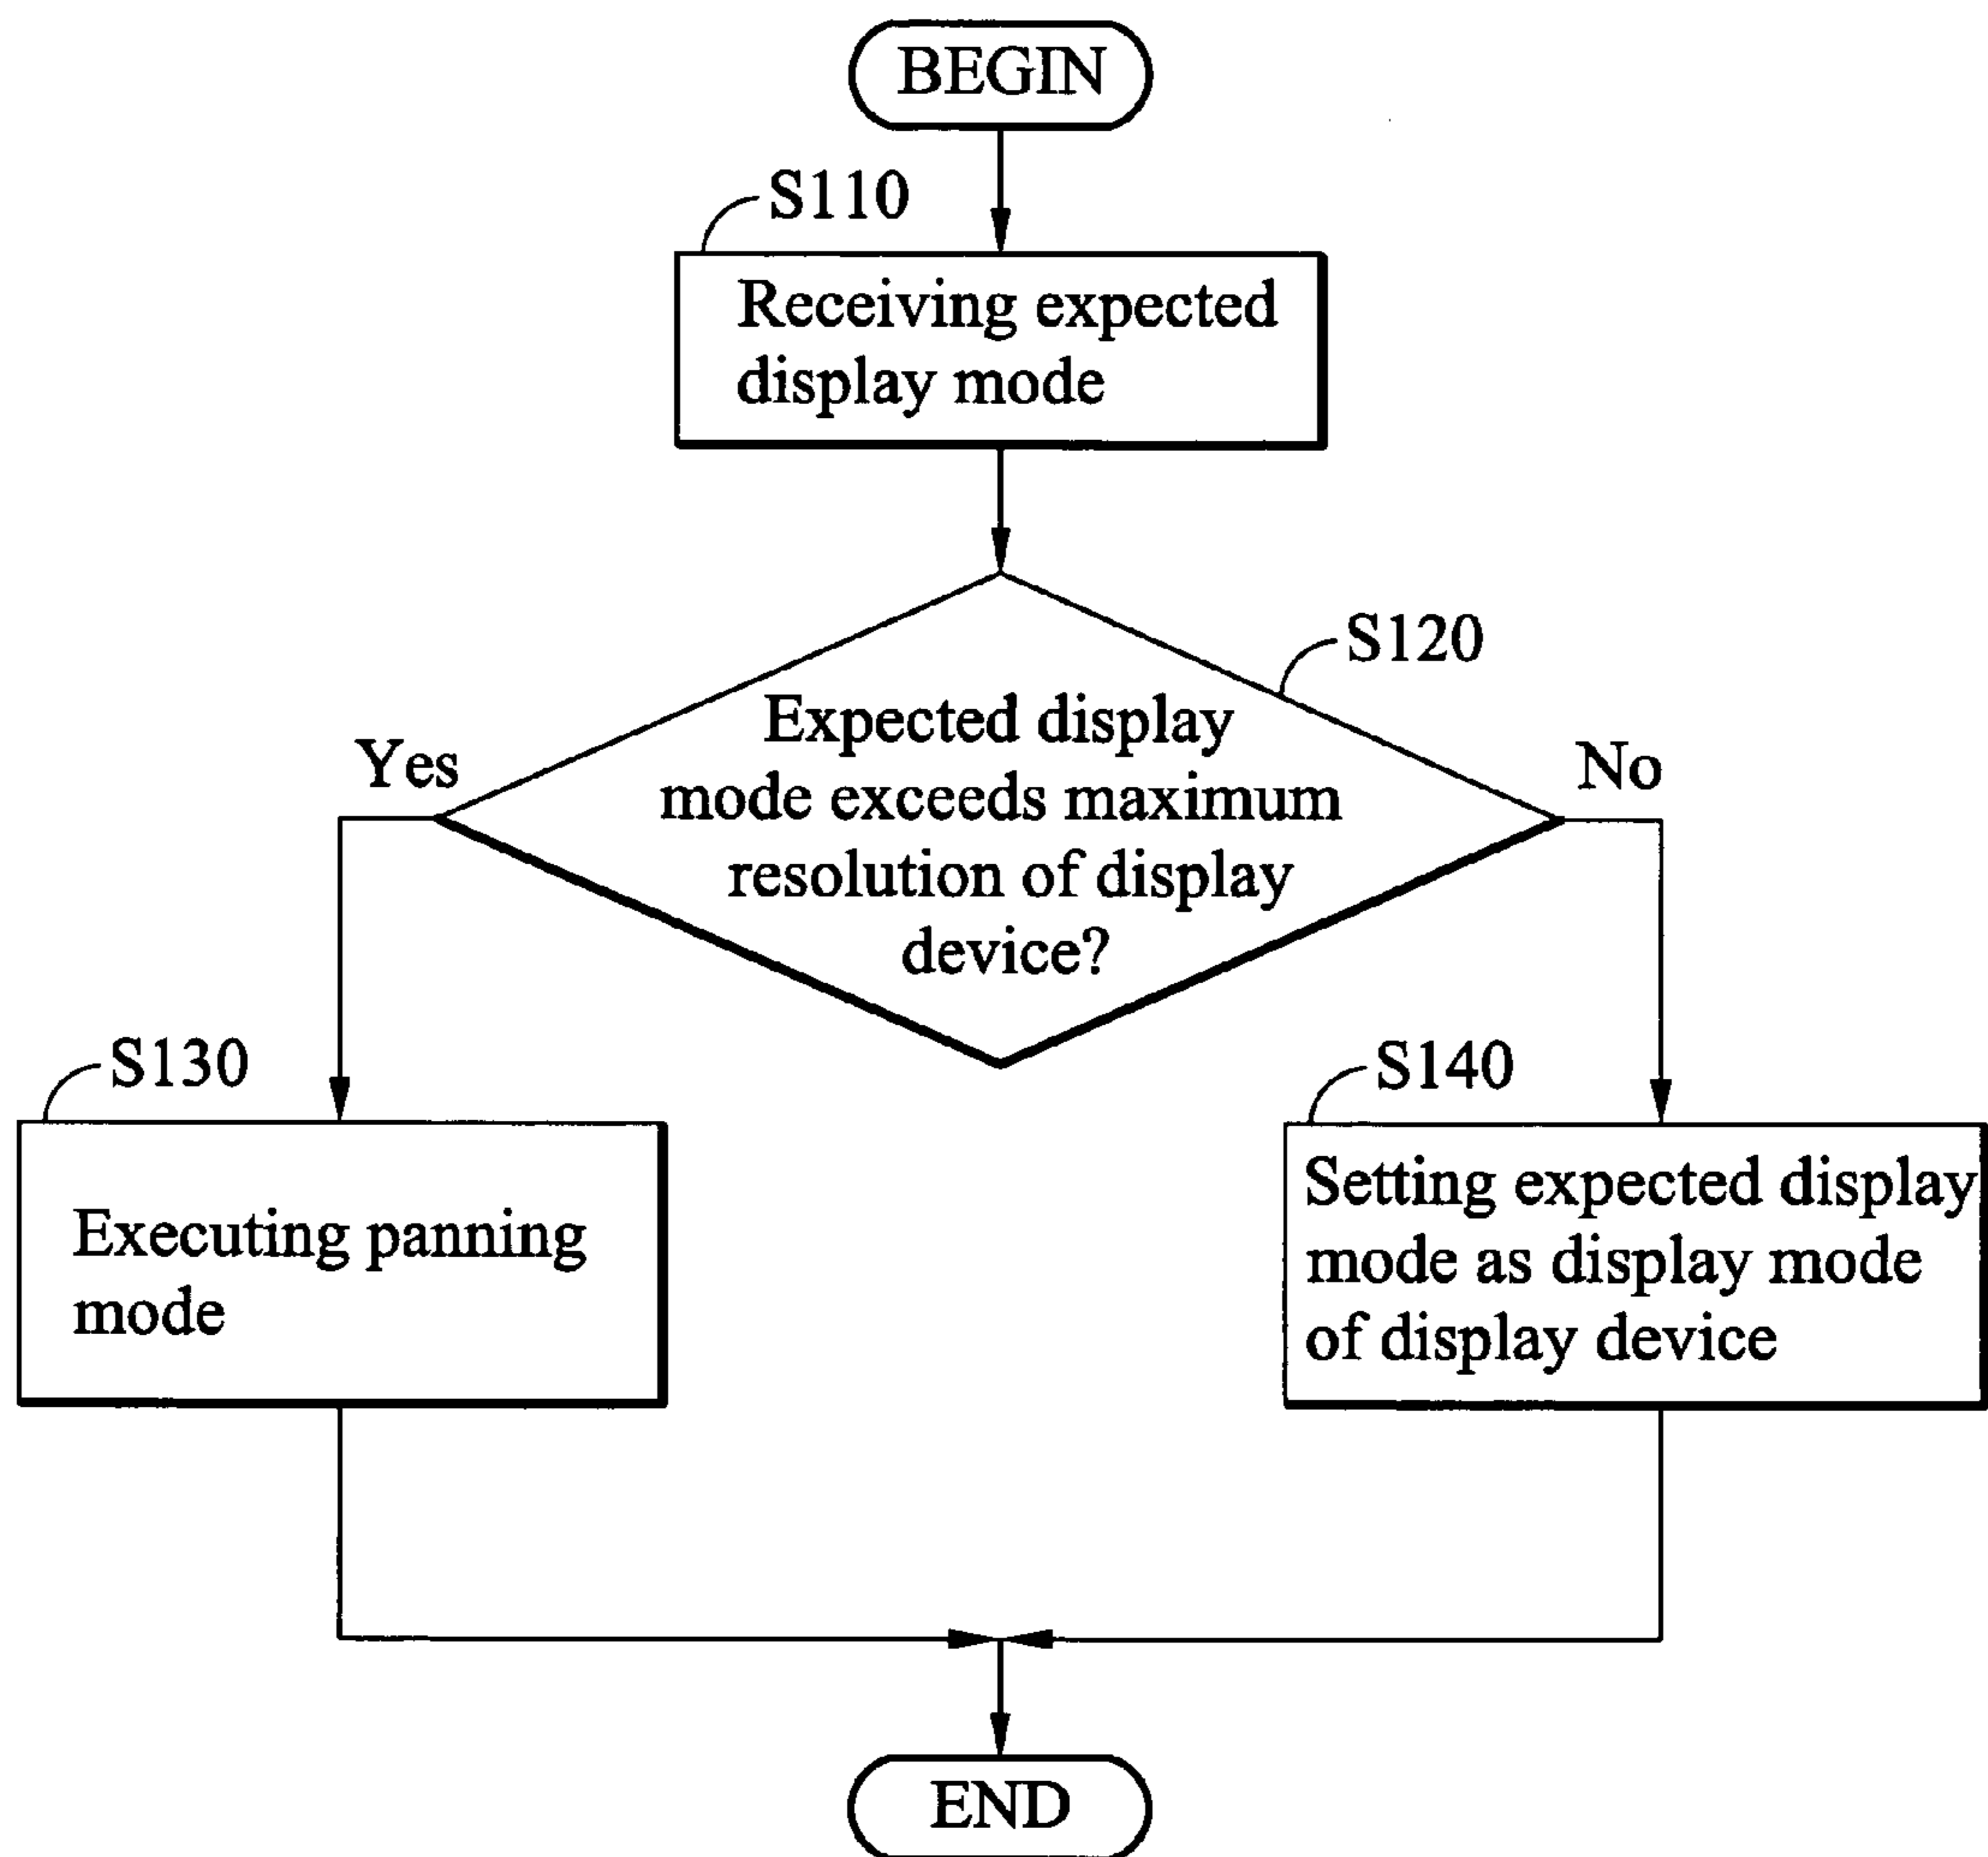 BEGIN
S110
Receiving expected
display mode
S120
Expected display
mode exceeds maximum
resolution of display
device?
Yes
No
S130
Executing panning
mode
S140
Setting expected display
mode as display mode
of display device
END